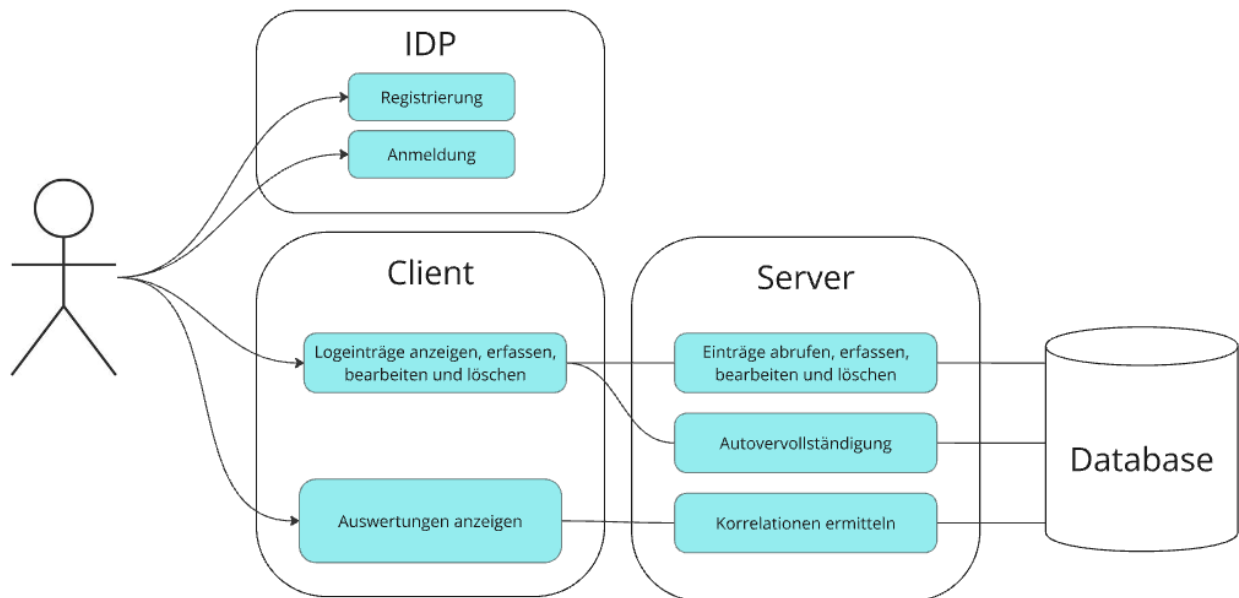 IDP
Registrierung
Anmeldung
Client
Logeinträge anzeigen, erfassen,
bearbeiten und löschen
Auswertungen anzeigen
Server
Einträge abrufen, erfassen,
bearbeiten und löschen
Autovervollständigung
Korrelationen ermitteln
Database